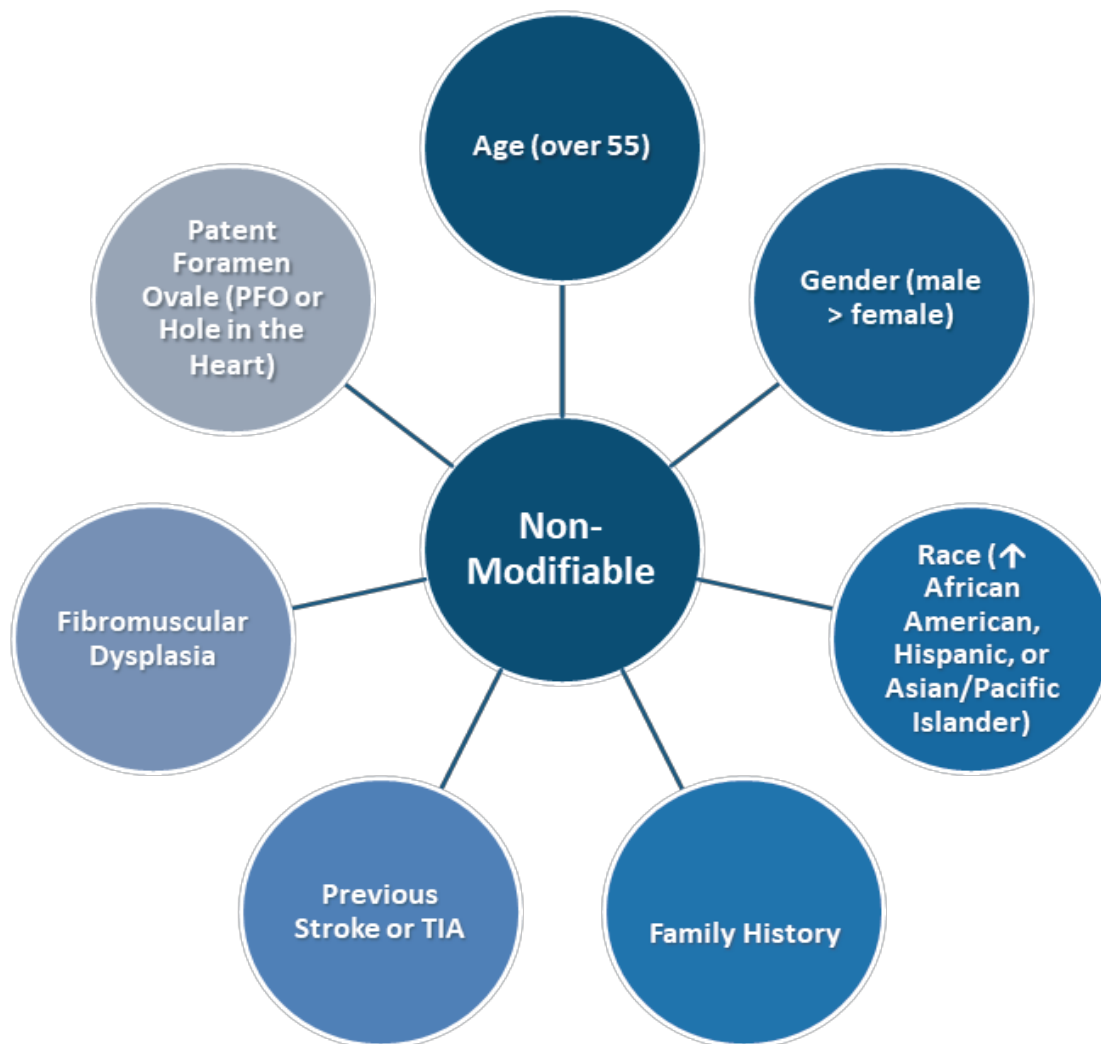 Age (over 55)
Patent
Foramen
Ovale (PFO or
Hole in the
Heart)
Gender (male
> female)
Non-
Modifiable
Race (↑
African
American,
Hispanic, or
Asian/Pacific
Islander)
Fibromuscular
Dysplasia
Previous
Stroke or TIA
Family History